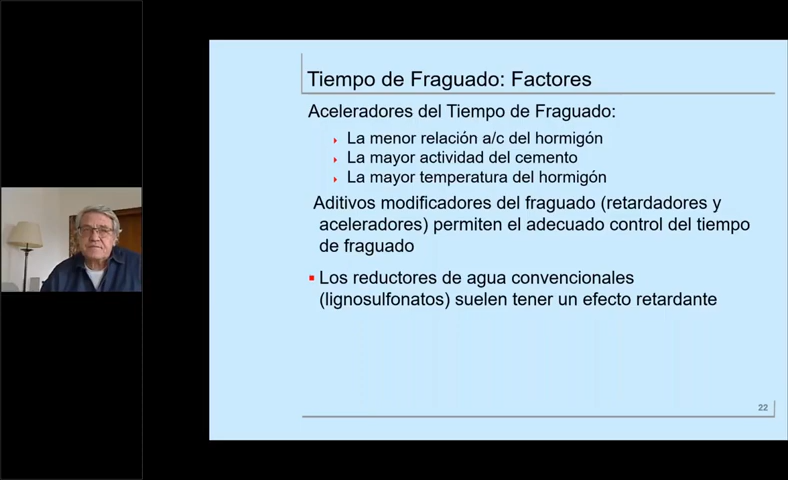 Tiempo de Fraguado: Factores
Aceleradores del Tiempo de Fraguado:
La menor relación a/c del hormigón
La mayor actividad del cemento
La mayor temperatura del hormigón
Aditivos modificadores del fraguado (retardadores y
aceleradores) permiten el adecuado control del tiempo
de fraguado
Los reductores de agua convencionales
(lignosulfonatos) suelen tener un efecto retardante
22